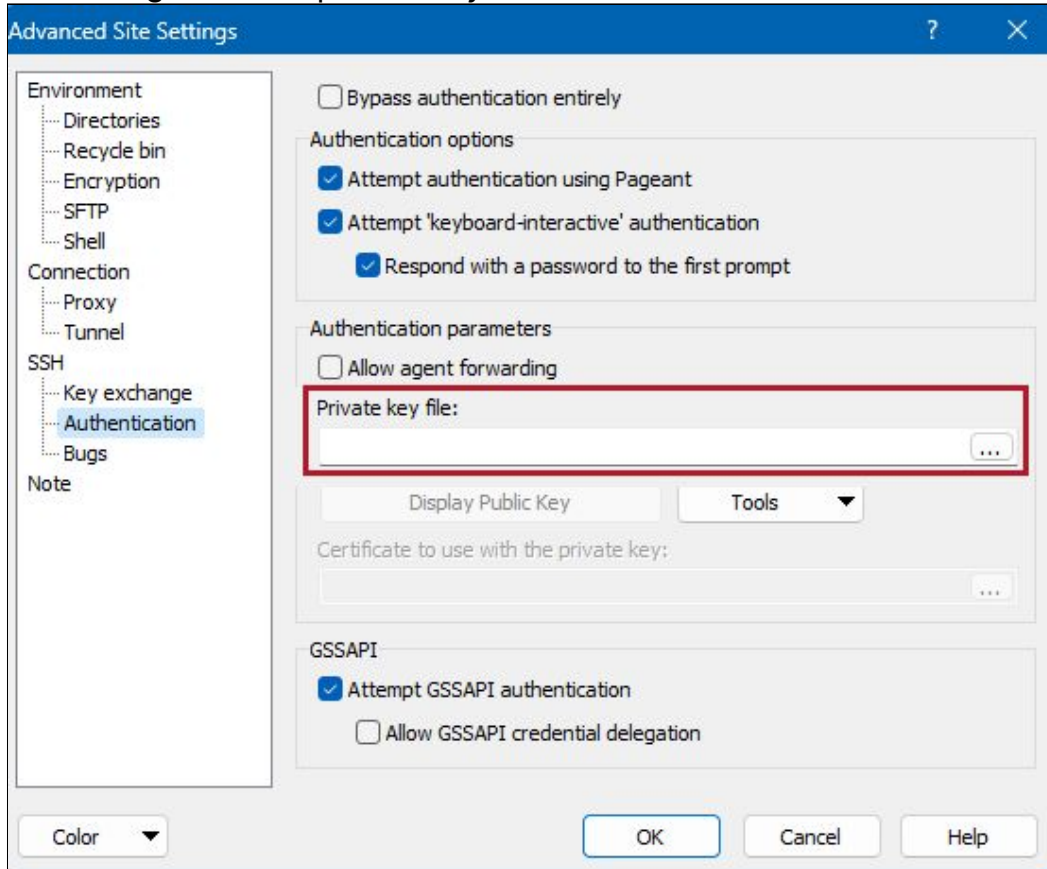 Advanced Site Settings ? ×
Environment
Directories
Recycle bin
Encryption
SFTP
Shell
Connection
Proxy
Tunnel
SSH
Key exchange
Authentication
Bugs
Note
Bypass authentication entirely
Authentication options
Attempt authentication using Pageant
Attempt 'keyboard-interactive' authentication
Respond with a password to the first prompt
Authentication parameters
Allow agent forwarding
Private key file:
...
Display Public Key Tools
Certificate to use with the private key:
...
GSSAPI
Attempt GSSAPI authentication
Allow GSSAPI credential delegation
Color OK Cancel Help